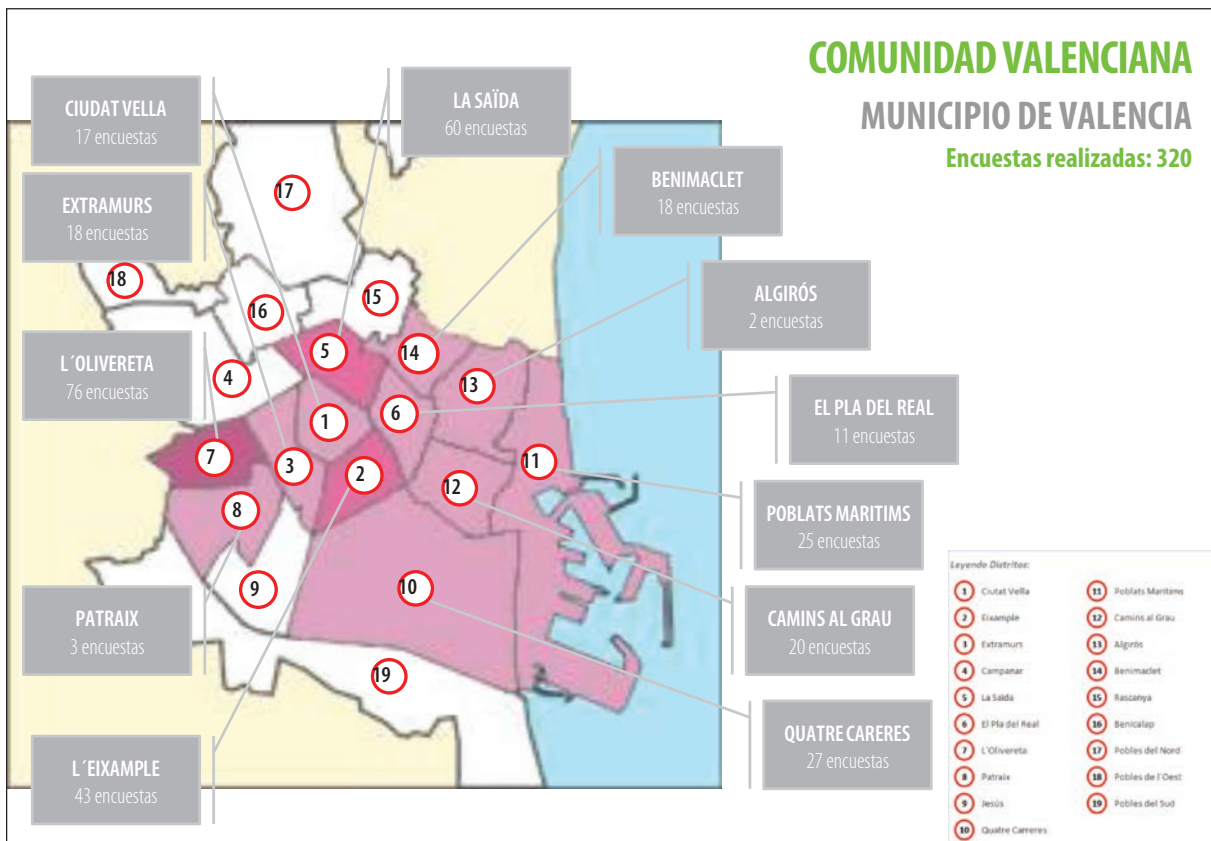 COMUNIDAD VALENCIANA
MUNICIPIO DE VALENCIA
Encuestas realizadas: 320
CIUDAT VELLA
17 encuestas
LA SAÏDA
60 encuestas
EXTRAMURS
18 encuestas
BENIMACLET
18 encuestas
ALGIRÓS
2 encuestas
L´OLIVERETA
76 encuestas
EL PLA DEL REAL
11 encuestas
POBLATS MARITIMS
25 encuestas
PATRAIX
3 encuestas
CAMINS AL GRAU
20 encuestas
QUATRE CARERES
27 encuestas
L´EIXAMPLE
43 encuestas
17
18
16
15
5
14
4
13
1
6
7
3
2
11
12
8
9
10
19
Leyenda Distritos:
1 Ciutat Vella
2 Eixample
3 Extramurs
4 Campanar
5 La Saïda
6 El Pla del Real
7 L'Olivereta
8 Patraix
9 Jesús
10 Quatre Carreres
11 Poblats Maritims
12 Camins al Grau
13 Algirós
14 Benimaclet
15 Rascanya
16 Benicalap
17 Pobles del Nord
18 Pobles de l'Oest
19 Pobles del Sud